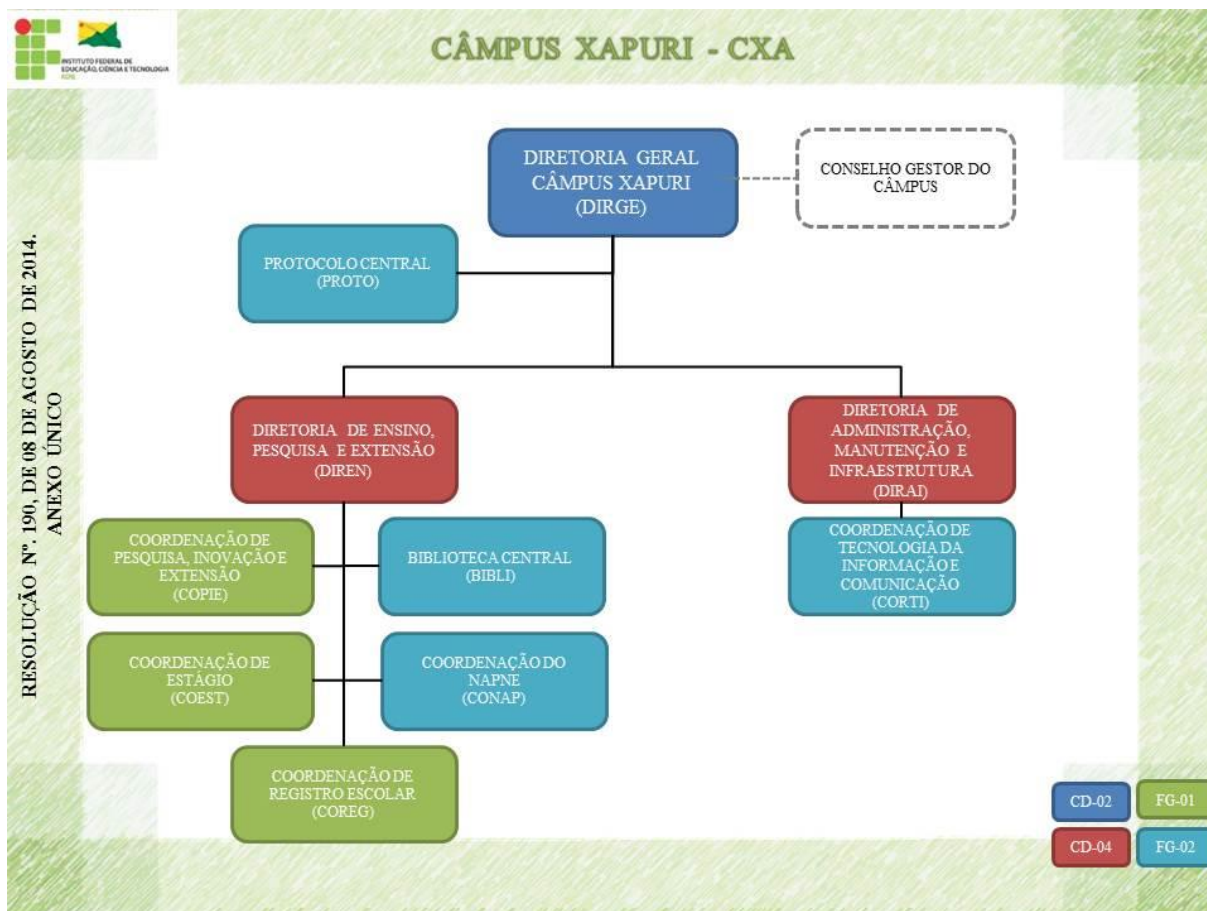 INSTITUTO FEDERAL DE
EDUCAÇÃO, CIÊNCIA E TECNOLOGIA
ACRE
CÂMPUS XAPURI - CXA
RESOLUÇÃO Nº. 190, DE 08 DE AGOSTO DE 2014.
ANEXO ÚNICO
DIRETORIA GERAL
CÂMPUS XAPURI
(DIRGE)
CONSELHO GESTOR DO
CÂMPUS
PROTOCOLO CENTRAL
(PROTO)
DIRETORIA DE ENSINO,
PESQUISA E EXTENSÃO
(DIREN)
DIRETORIA DE
ADMINISTRAÇÃO,
MANUTENÇÃO E
INFRAESTRUTURA
(DIRAI)
COORDENAÇÃO DE
PESQUISA, INOVAÇÃO E
EXTENSÃO
(COPIE)
BIBLIOTECA CENTRAL
(BIBLI)
COORDENAÇÃO DE
TECNOLOGIA DA
INFORMAÇÃO E
COMUNICAÇÃO
(CORTI)
COORDENAÇÃO DE
ESTÁGIO
(COEST)
COORDENAÇÃO DO
NAPNE
(CONAP)
COORDENAÇÃO DE
REGISTRO ESCOLAR
(COREG)
CD-02
FG-01
CD-04
FG-02